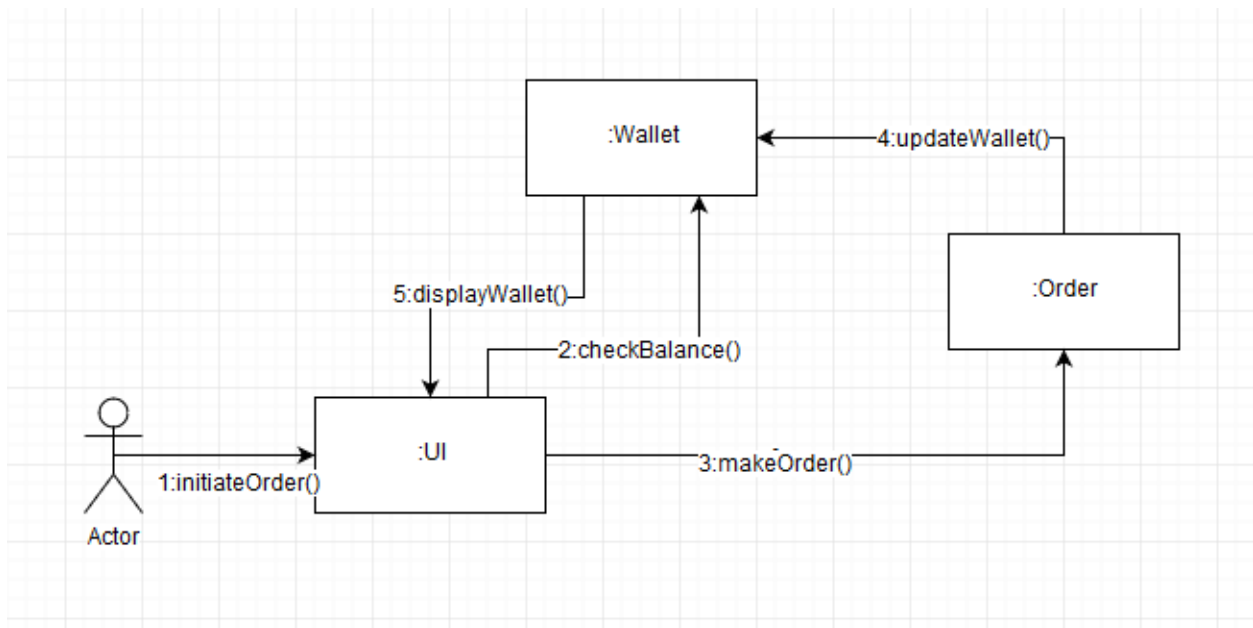 :Wallet
4:updateWallet()
:Order
5:displayWallet()
2:checkBalance()
:UI
3:makeOrder()
1:initiateOrder()
Actor